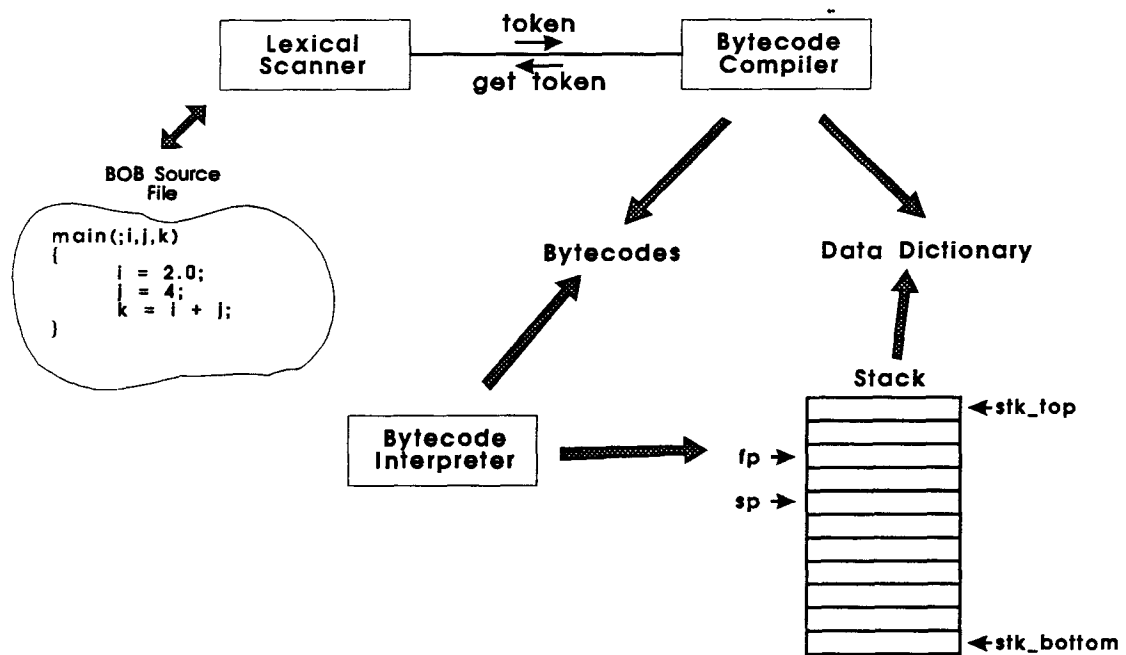 token
Lexical
Scanner
get token
Bytecode
Compiler
BOB Source
File
main(;i,j,k)
{
i = 2.0;
j = 4;
k = i + j;
}
Bytecodes
Data Dictionary
Stack
stk_top
Bytecode
Interpreter
fp
sp
stk_bottom